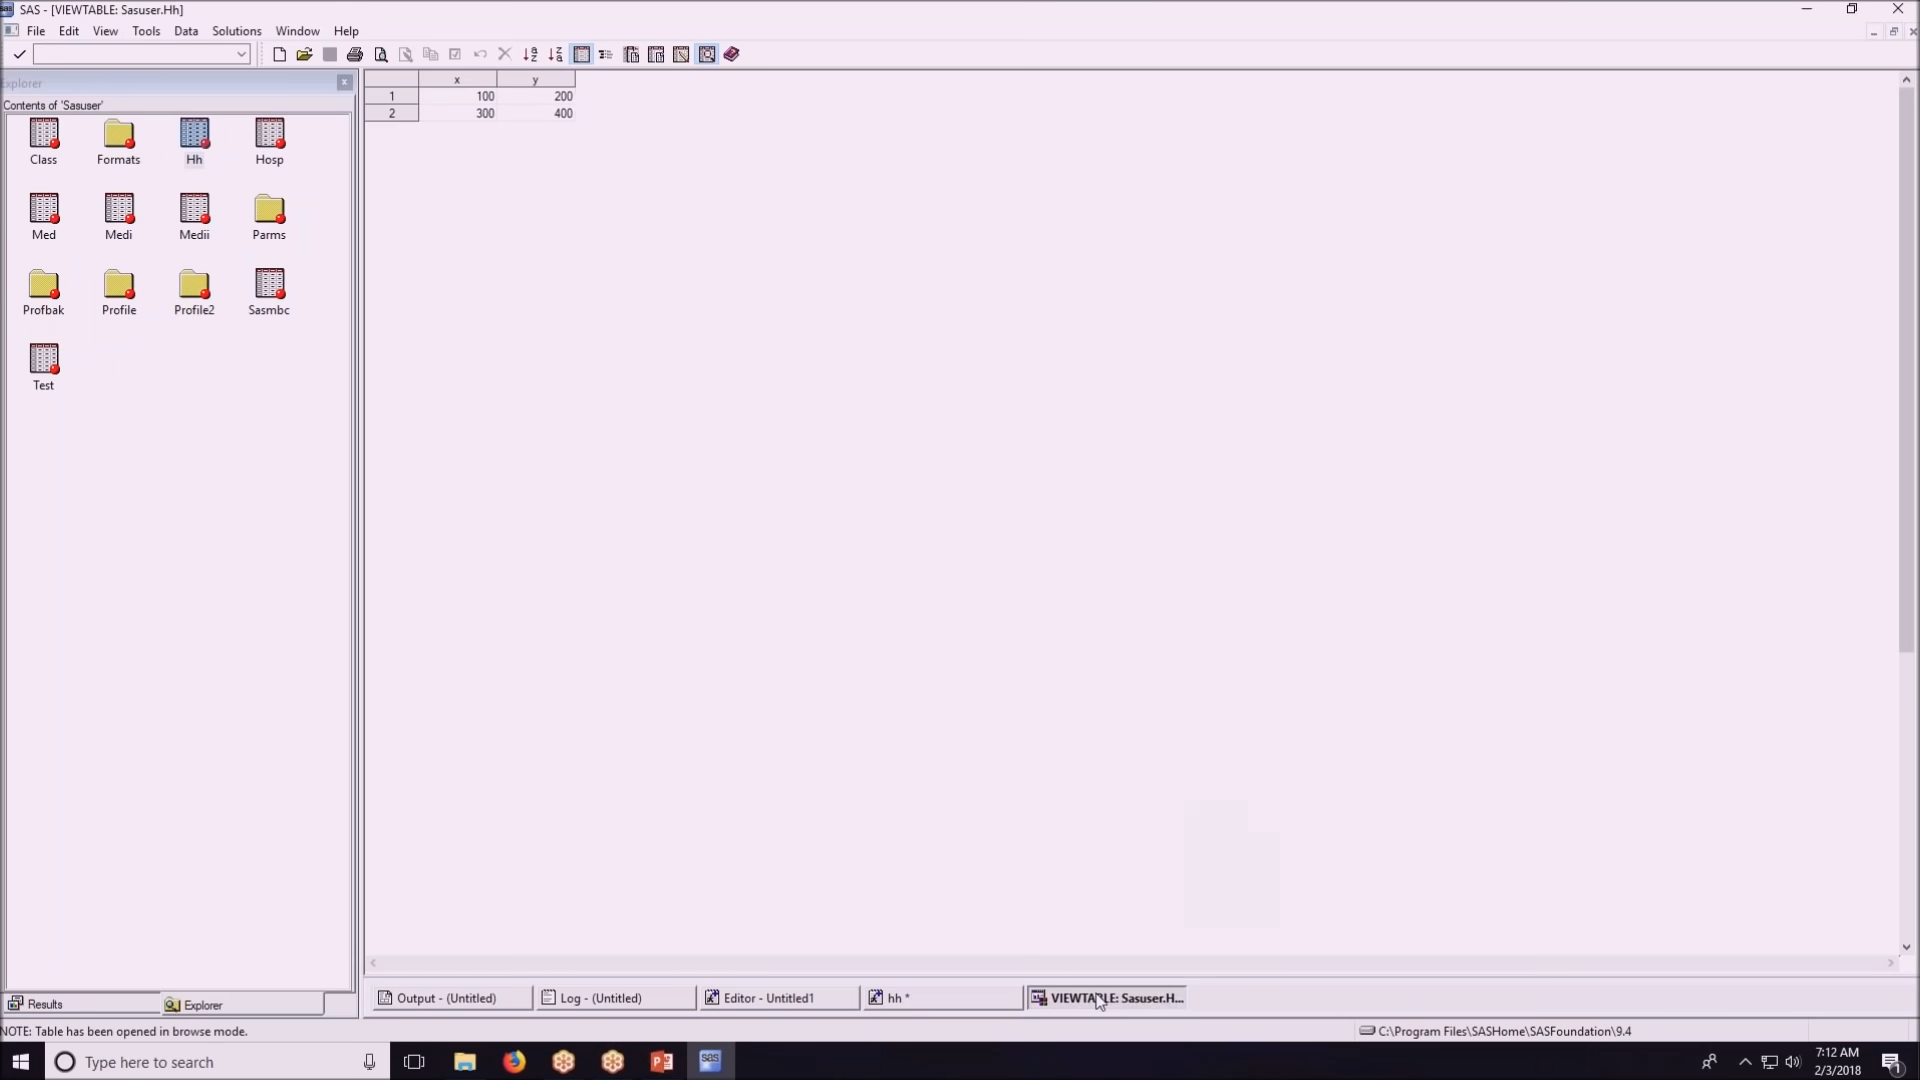 SAS - [VIEWTABLE: Sasuser.Hh]
File Edit View Tools Data Solutions Window Help
Explorer
Contents of 'Sasuser'
Class Formats Hh Hosp
Med Medi Medii Parms
Profbak Profile Profile2 Sasmbc
Test
x y
1 100 200
2 300 400
Results Explorer
Output - (Untitled) Log - (Untitled) Editor - Untitled1 hh * VIEWTABLE: Sasuser.H...
NOTE: Table has been opened in browse mode.
C:\Program Files\SASHome\SASFoundation\9.4
Type here to search
sas
7:12 AM
2/3/2018
1